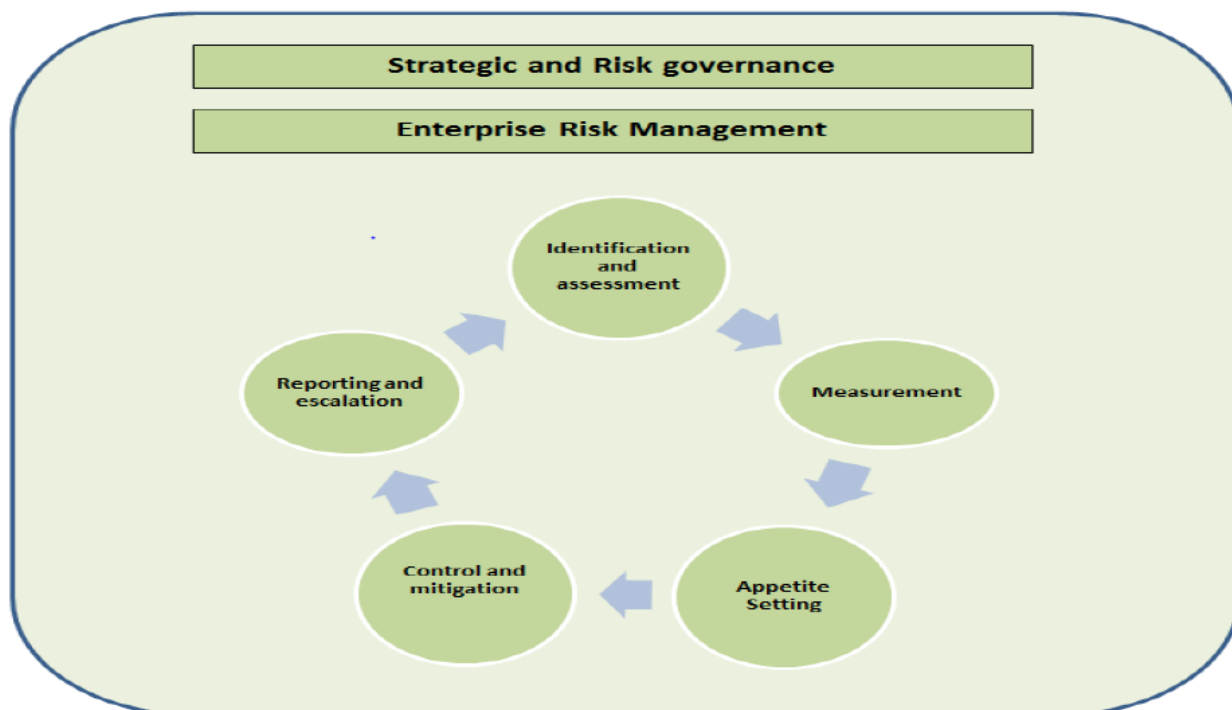 Strategic and Risk governance
Enterprise Risk Management
Identification
and
assessment
Measurement
Appetite
Setting
Control and
mitigation
Reporting and
escalation